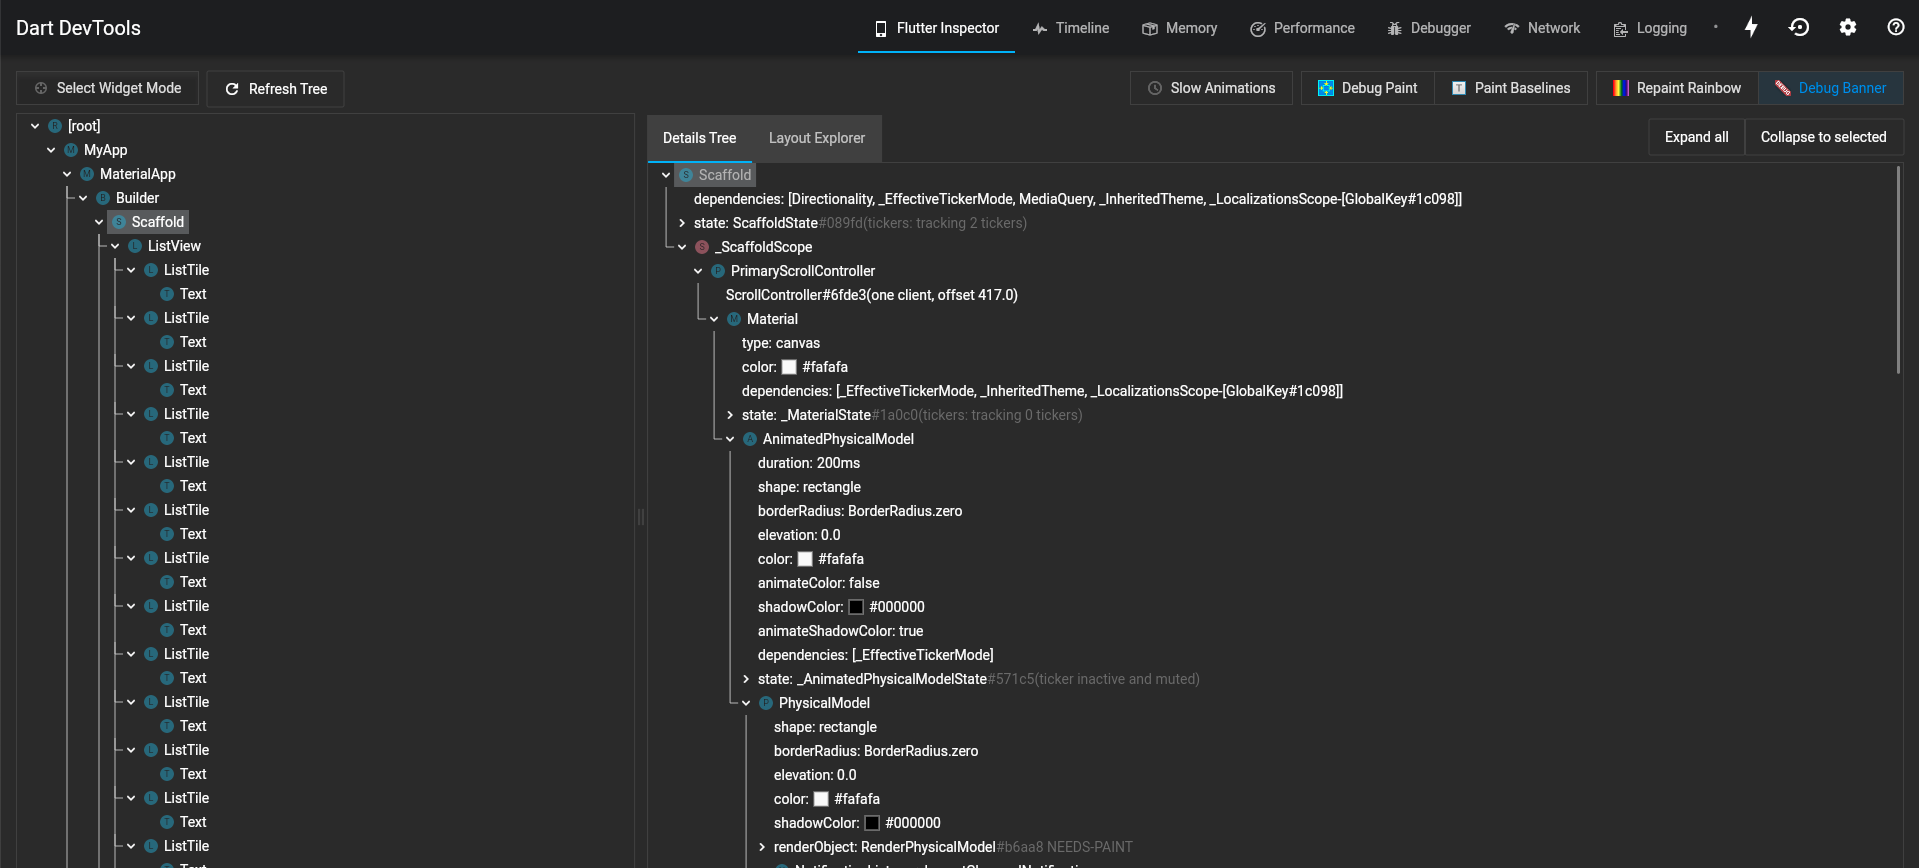 Dart DevTools
Flutter Inspector
Timeline
Memory
Performance
Debugger
Network
Logging
Select Widget Mode
Refresh Tree
Slow Animations
Debug Paint
Paint Baselines
Repaint Rainbow
Debug Banner
[root]
MyApp
MaterialApp
Builder
Scaffold
ListView
ListTile
Text
ListTile
Text
ListTile
Text
ListTile
Text
ListTile
Text
ListTile
Text
ListTile
Text
ListTile
Text
ListTile
Text
ListTile
Text
ListTile
Text
ListTile
Text
ListTile
Details Tree
Layout Explorer
Expand all
Collapse to selected
Scaffold
dependencies: [Directionality, _EffectiveTickerMode, MediaQuery, _InheritedTheme, _LocalizationsScope-[GlobalKey#1c098]]
state: ScaffoldState#089fd(tickers: tracking 2 tickers)
_ScaffoldScope
PrimaryScrollController
ScrollController#6fde3(one client, offset 417.0)
Material
type: canvas
color: #fafafa
dependencies: [_EffectiveTickerMode, _InheritedTheme, _LocalizationsScope-[GlobalKey#1c098]]
state: _MaterialState#1a0c0(tickers: tracking 0 tickers)
AnimatedPhysicalModel
duration: 200ms
shape: rectangle
borderRadius: BorderRadius.zero
elevation: 0.0
color: #fafafa
animateColor: false
shadowColor: #000000
animateShadowColor: true
dependencies: [_EffectiveTickerMode]
state: _AnimatedPhysicalModelState#571c5(ticker inactive and muted)
PhysicalModel
shape: rectangle
borderRadius: BorderRadius.zero
elevation: 0.0
color: #fafafa
shadowColor: #000000
renderObject: RenderPhysicalModel#b6aa8 NEEDS-PAINT